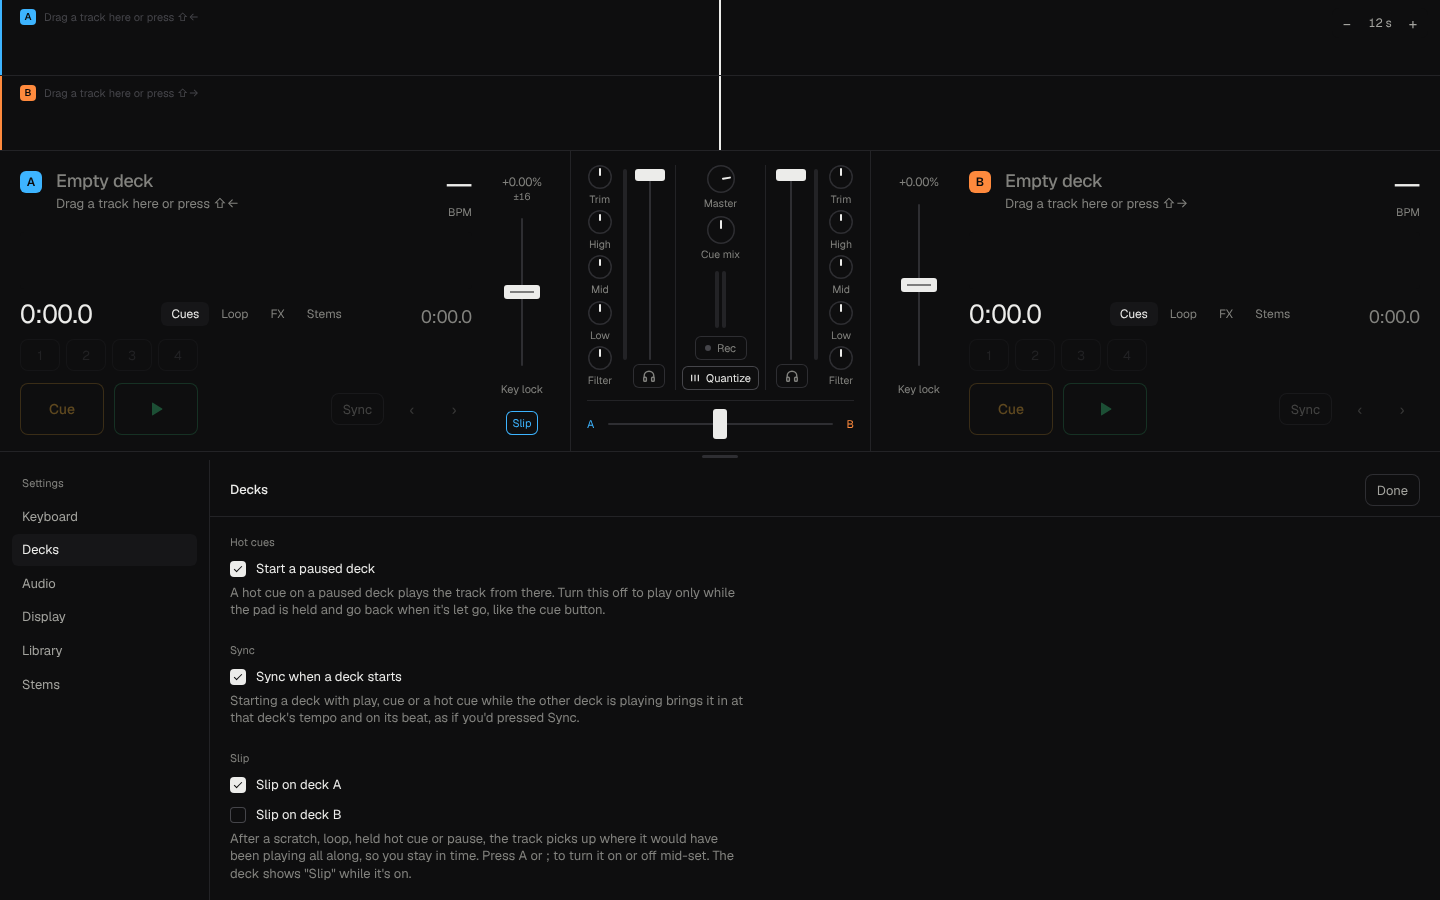 A Drag a track here or press ⇧←
− 12 s +
B Drag a track here or press ⇧→
A Empty deck
Drag a track here or press ⇧←
— BPM
+0.00%
±16
Key lock
Slip
0:00.0
Cues Loop FX Stems
0:00.0
1 2 3 4
Cue
Sync ‹ ›
Trim
High
Mid
Low
Filter
Master
Cue mix
Rec
Quantize
Trim
High
Mid
Low
Filter
A B
+0.00%
Key lock
B Empty deck
Drag a track here or press ⇧→
— BPM
0:00.0
Cues Loop FX Stems
0:00.0
1 2 3 4
Cue
Sync ‹ ›
Settings
Keyboard
Decks
Audio
Display
Library
Stems
Decks
Done
Hot cues
Start a paused deck
A hot cue on a paused deck plays the track from there. Turn this off to play only while
the pad is held and go back when it's let go, like the cue button.
Sync
Sync when a deck starts
Starting a deck with play, cue or a hot cue while the other deck is playing brings it in at
that deck's tempo and on its beat, as if you'd pressed Sync.
Slip
Slip on deck A
Slip on deck B
After a scratch, loop, held hot cue or pause, the track picks up where it would have
been playing all along, so you stay in time. Press A or ; to turn it on or off mid-set. The
deck shows "Slip" while it's on.